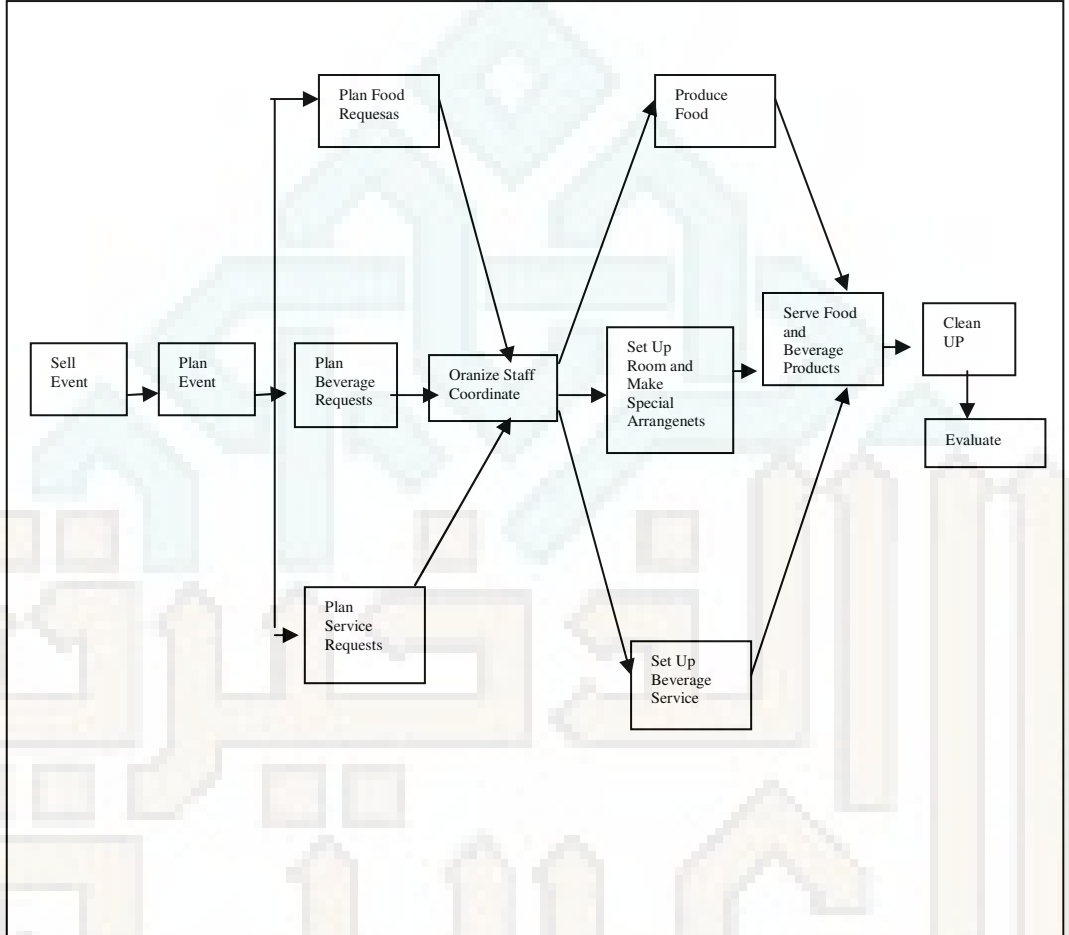 Plan Food
Requesas
Produce
Food
Sell
Event
Plan
Event
Plan
Beverage
Requests
Oranize Staff
Coordinate
Set Up
Room and
Make
Special
Arrangenets
Serve Food
and
Beverage
Products
Clean
UP
Evaluate
Plan
Service
Requests
Set Up
Beverage
Service